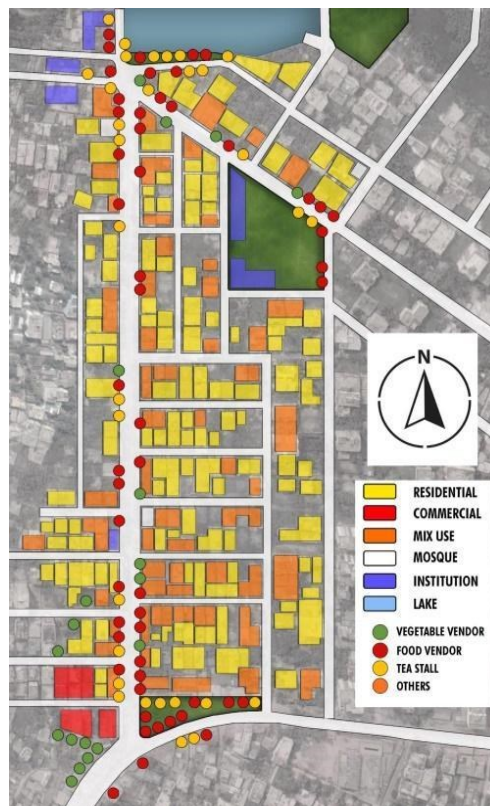 N
RESIDENTIAL
COMMERCIAL
MIX USE
MOSQUE
INSTITUTION
LAKE
VEGETABLE VENDOR
FOOD VENDOR
TEA STALL
OTHERS